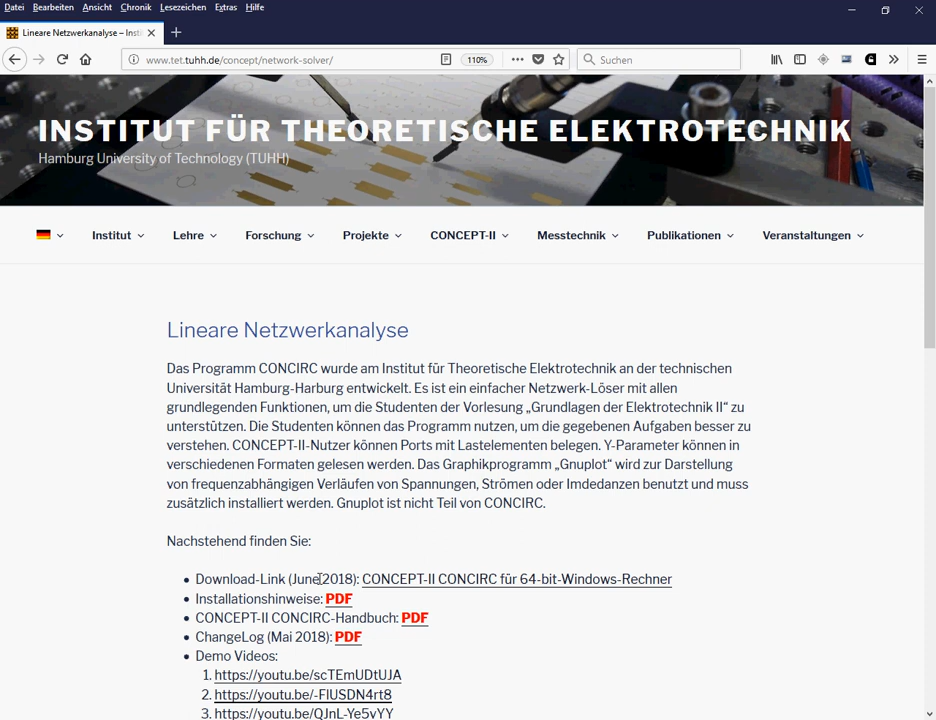 Datei Bearbeiten Ansicht Chronik Lesezeichen Extras Hilfe
Lineare Netzwerkanalyse – Insti
www.tet.tuhh.de/concept/network-solver/ 110% Suchen
INSTITUT FÜR THEORETISCHE ELEKTROTECHNIK
Hamburg University of Technology (TUHH)
Institut Lehre Forschung Projekte CONCEPT-II Messtechnik Publikationen Veranstaltungen
Lineare Netzwerkanalyse
Das Programm CONCIRC wurde am Institut für Theoretische Elektrotechnik an der technischen
Universität Hamburg-Harburg entwickelt. Es ist ein einfacher Netzwerk-Löser mit allen
grundlegenden Funktionen, um die Studenten der Vorlesung „Grundlagen der Elektrotechnik II“ zu
unterstützen. Die Studenten können das Programm nutzen, um die gegebenen Aufgaben besser zu
verstehen. CONCEPT-II-Nutzer können Ports mit Lastelementen belegen. Y-Parameter können in
verschiedenen Formaten gelesen werden. Das Graphikprogramm „Gnuplot“ wird zur Darstellung
von frequenzabhängigen Verläufen von Spannungen, Strömen oder Imdedanzen benutzt und muss
zusätzlich installiert werden. Gnuplot ist nicht Teil von CONCIRC.
Nachstehend finden Sie:
Download-Link (June 2018): CONCEPT-II CONCIRC für 64-bit-Windows-Rechner
Installationshinweise: PDF
CONCEPT-II CONCIRC-Handbuch: PDF
ChangeLog (Mai 2018): PDF
Demo Videos:
1. https://youtu.be/scTEmUDtUJA
2. https://youtu.be/-FlUSDN4rt8
3. https://youtu.be/QJnL-Ye5vYY